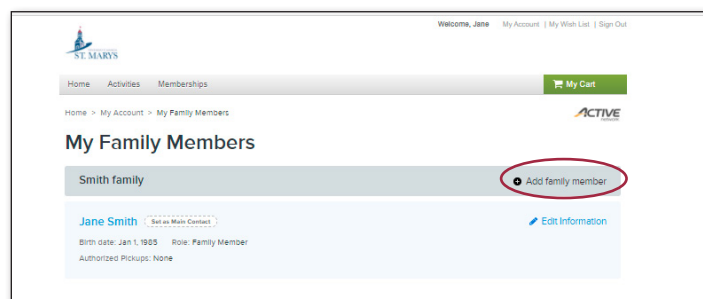 Welcome, Jane My Account | My Wish List | Sign Out
ST. MARYS
Home Activities Memberships My Cart
Home > My Account > My Family Members
ACTIVE
network
My Family Members
Smith family Add family member
Jane Smith Set as Main Contact Edit Information
Birth date: Jan 1, 1985 Role: Family Member
Authorized Pickups: None